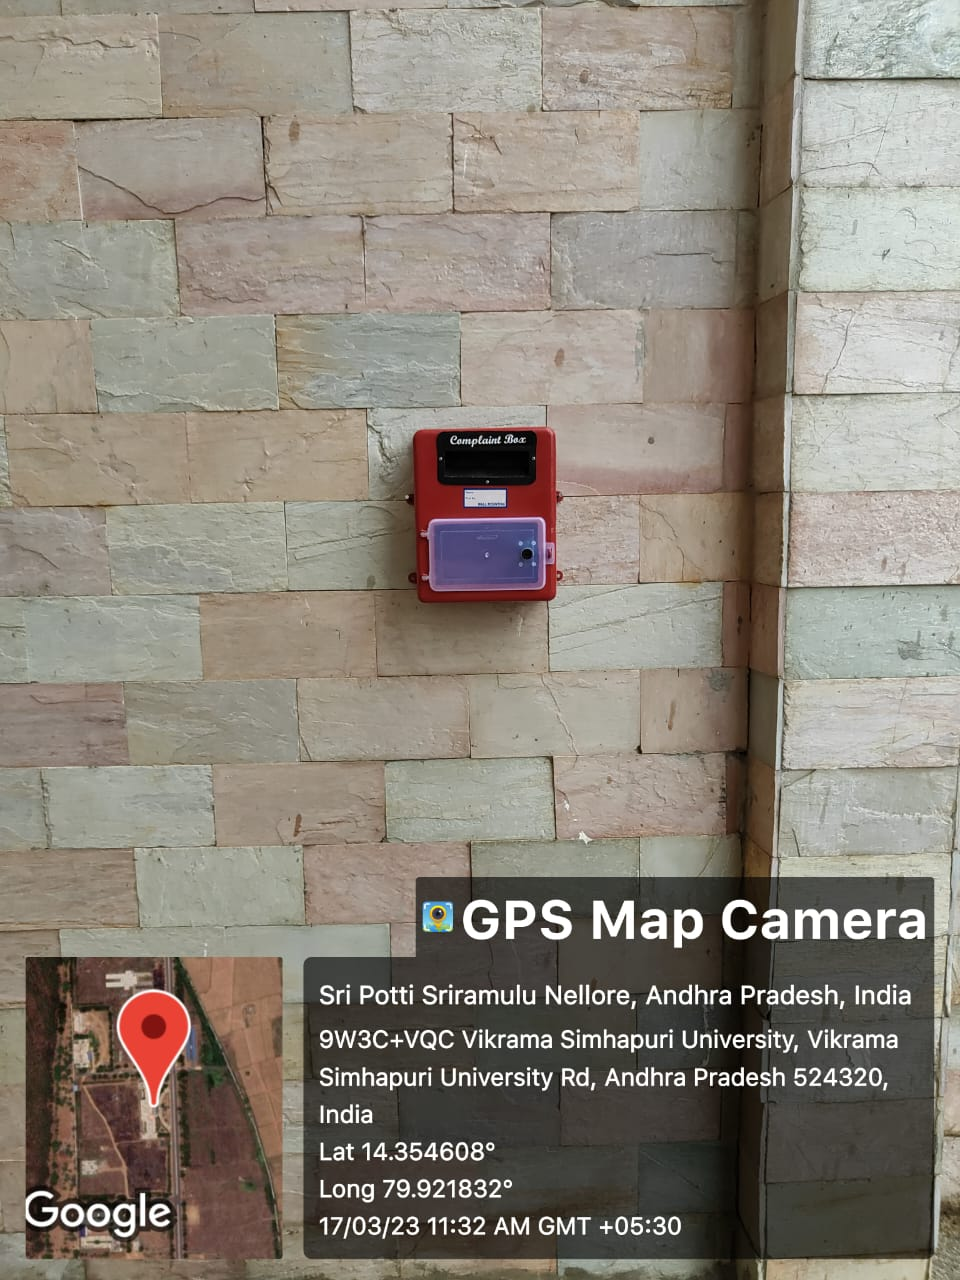 Complaint Box
GPS Map Camera
Sri Potti Sriramulu Nellore, Andhra Pradesh, India
9W3C+VQC Vikrama Simhapuri University, Vikrama
Simhapuri University Rd, Andhra Pradesh 524320,
India
Lat 14.354608°
Long 79.921832°
17/03/23 11:32 AM GMT +05:30
Google